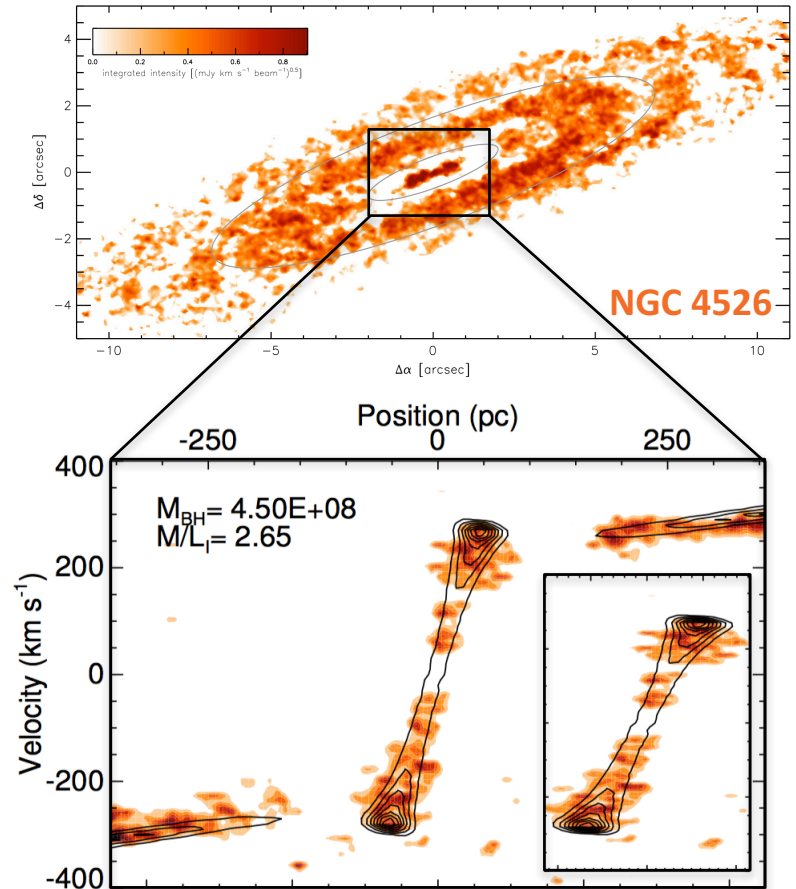 4
2
0
−2
−4
Δδ [arcsec]
0.0 0.2 0.4 0.6 0.8
integrated intensity [(mJy km s⁻¹ beam⁻¹)⁰·⁵]
NGC 4526
−10 −5 0 5 10
Δα [arcsec]
Position (pc)
-250 0 250
400
200
0
-200
-400
Velocity (km s⁻¹)
M_BH= 4.50E+08
M/L_I= 2.65